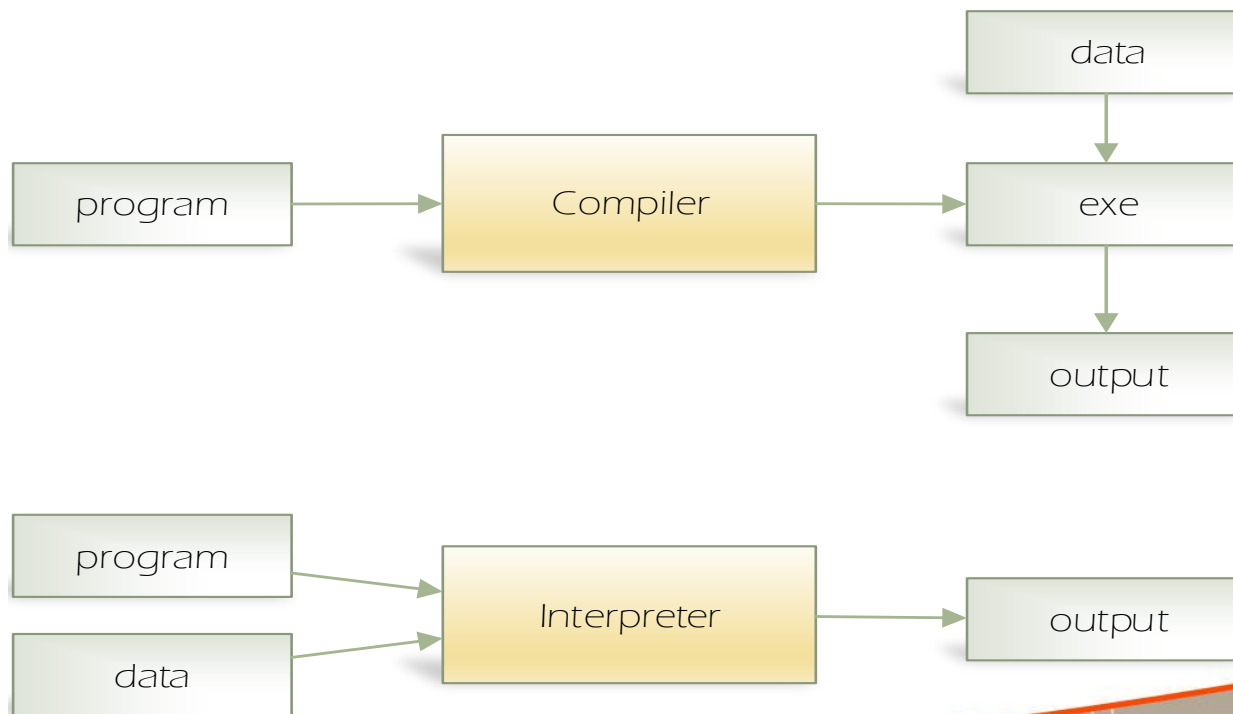 data
program
Compiler
exe
output
program
Interpreter
output
data